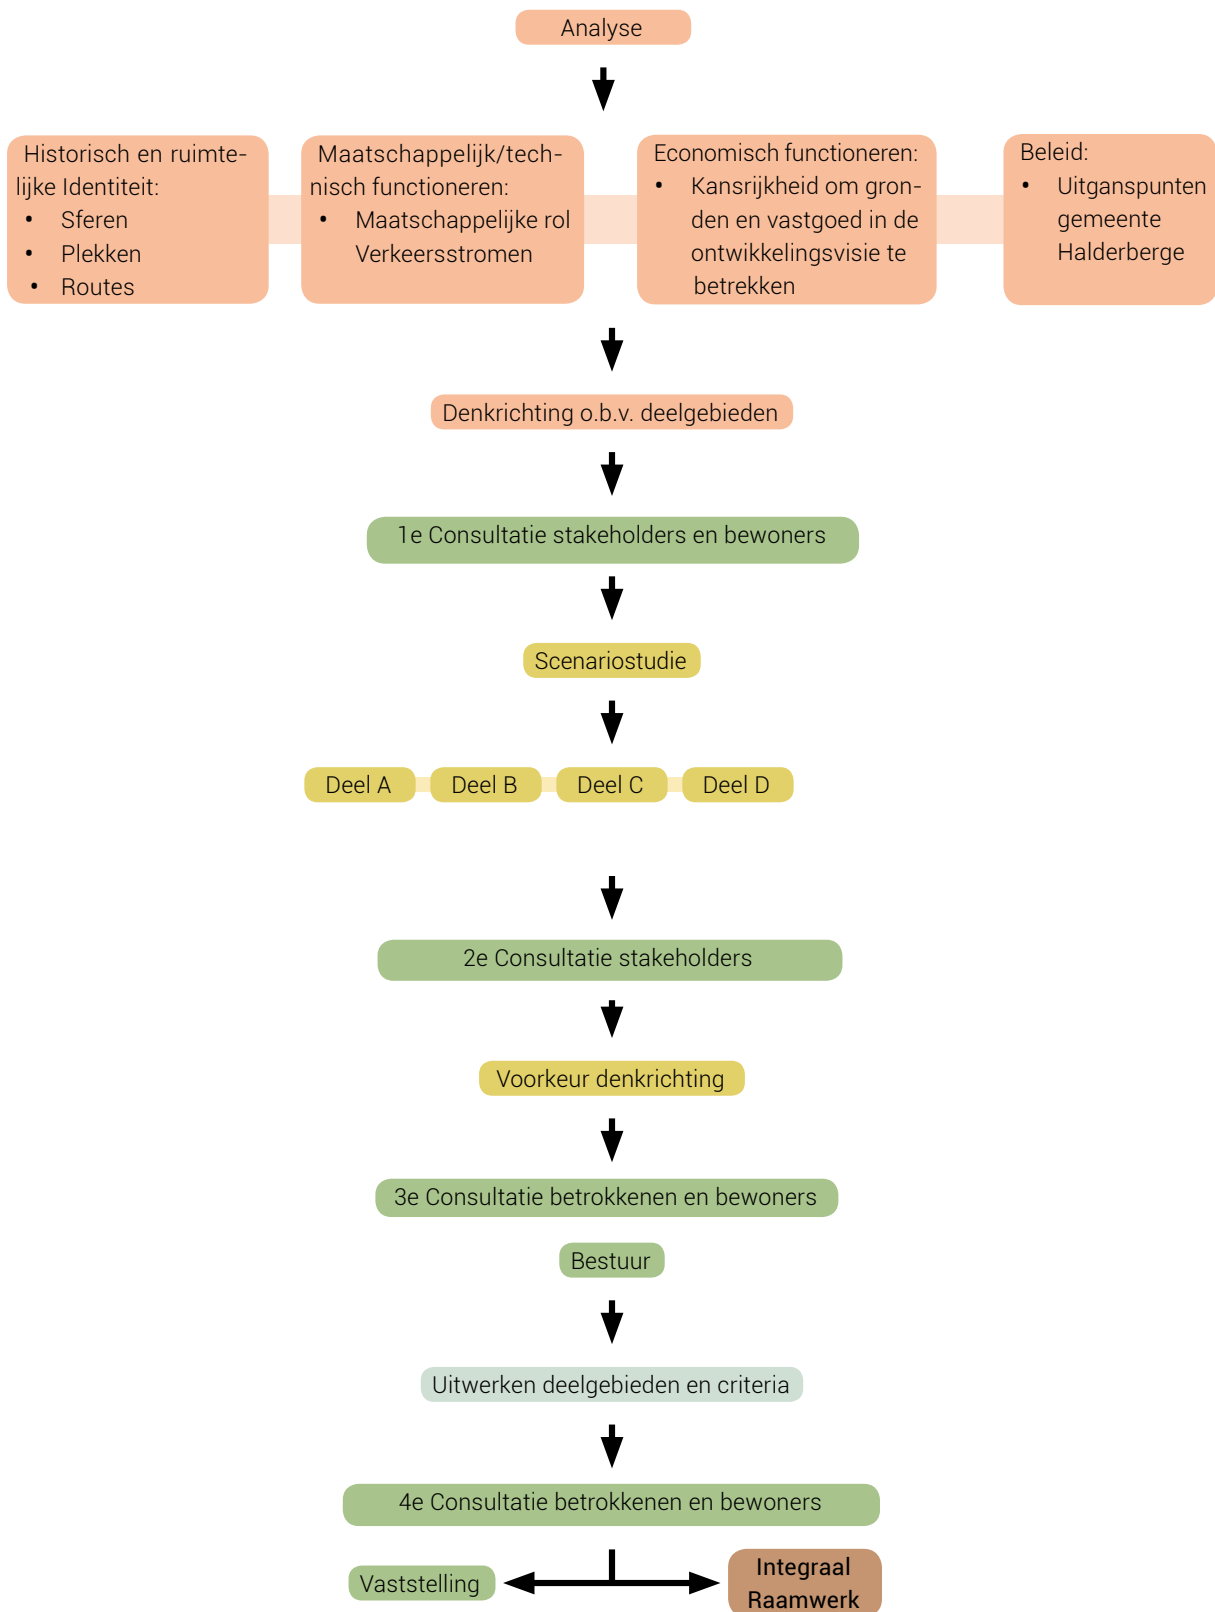 Analyse
Historisch en ruimte-
lijke Identiteit:
• Sferen
• Plekken
• Routes
Maatschappelijk/tech-
nisch functioneren:
• Maatschappelijke rol
Verkeersstromen
Economisch functioneren:
• Kansrijkheid om gron-
den en vastgoed in de
ontwikkelingsvisie te
betrekken
Beleid:
• Uitganspunten
gemeente
Halderberge
Denkrichting o.b.v. deelgebieden
1e Consultatie stakeholders en bewoners
Scenariostudie
Deel A Deel B Deel C Deel D
2e Consultatie stakeholders
Voorkeur denkrichting
3e Consultatie betrokkenen en bewoners
Bestuur
Uitwerken deelgebieden en criteria
4e Consultatie betrokkenen en bewoners
Vaststelling
Integraal
Raamwerk